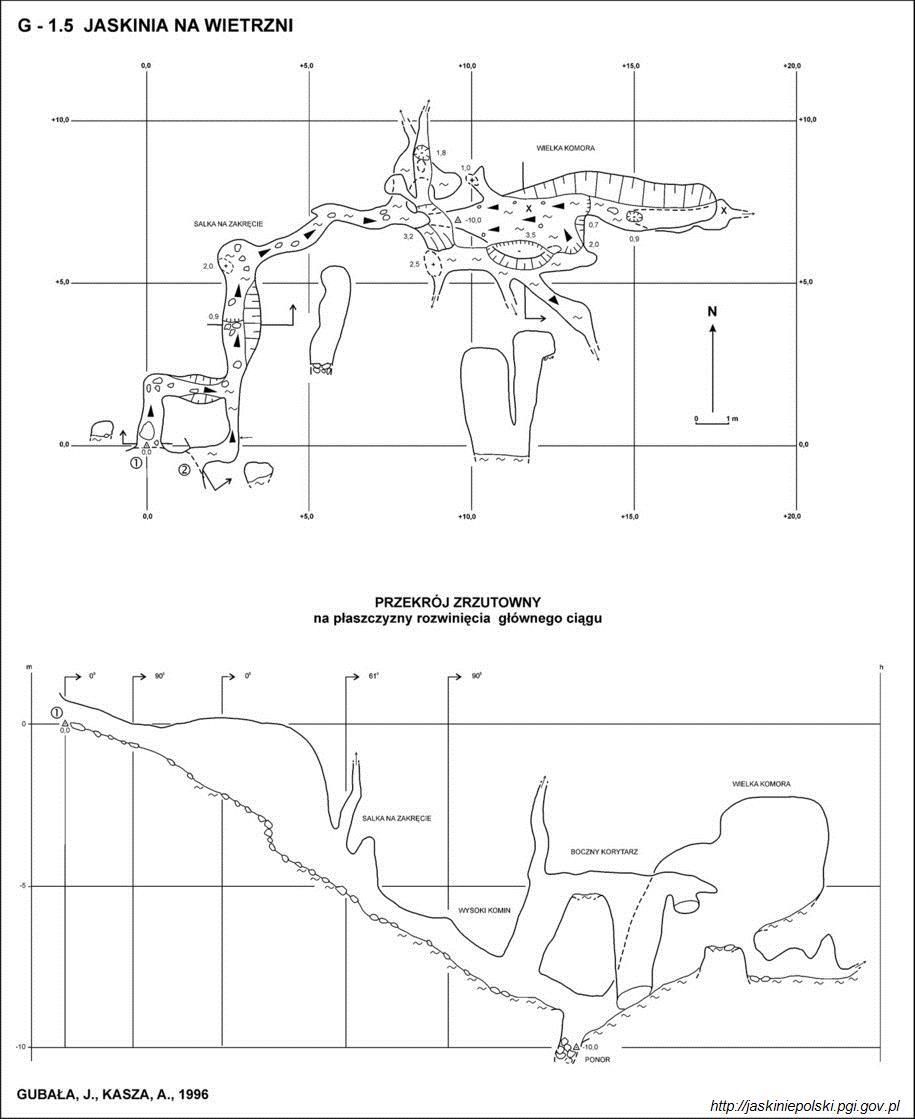 G - 1.5 JASKINIA NA WIETRZNI
0,0
+5,0
+10,0
+15,0
+20,0
+10,0
+10,0
1,8
WIELKA KOMORA
1,0
X
X
-10,0
SALKA NA ZAKRĘCIE
3,2
3,5
0,7
2,0
0,9
2,0
2,5
+5,0
+5,0
0,9
N
0 1 m
0,0
0,0
0,0
① ②
0,0
+5,0
+10,0
+15,0
+20,0
PRZEKRÓJ ZRZUTOWNY
na płaszczyzny rozwinięcia głównego ciągu
m
h
0° 90° 0° 61° 90°
①
0
0,0
WIELKA KOMORA
SALKA NA ZAKRĘCIE
BOCZNY KORYTARZ
-5
WYSOKI KOMIN
-10
-10,0
PONOR
GUBAŁA, J., KASZA, A., 1996
http://jaskiniepolski.pgi.gov.pl